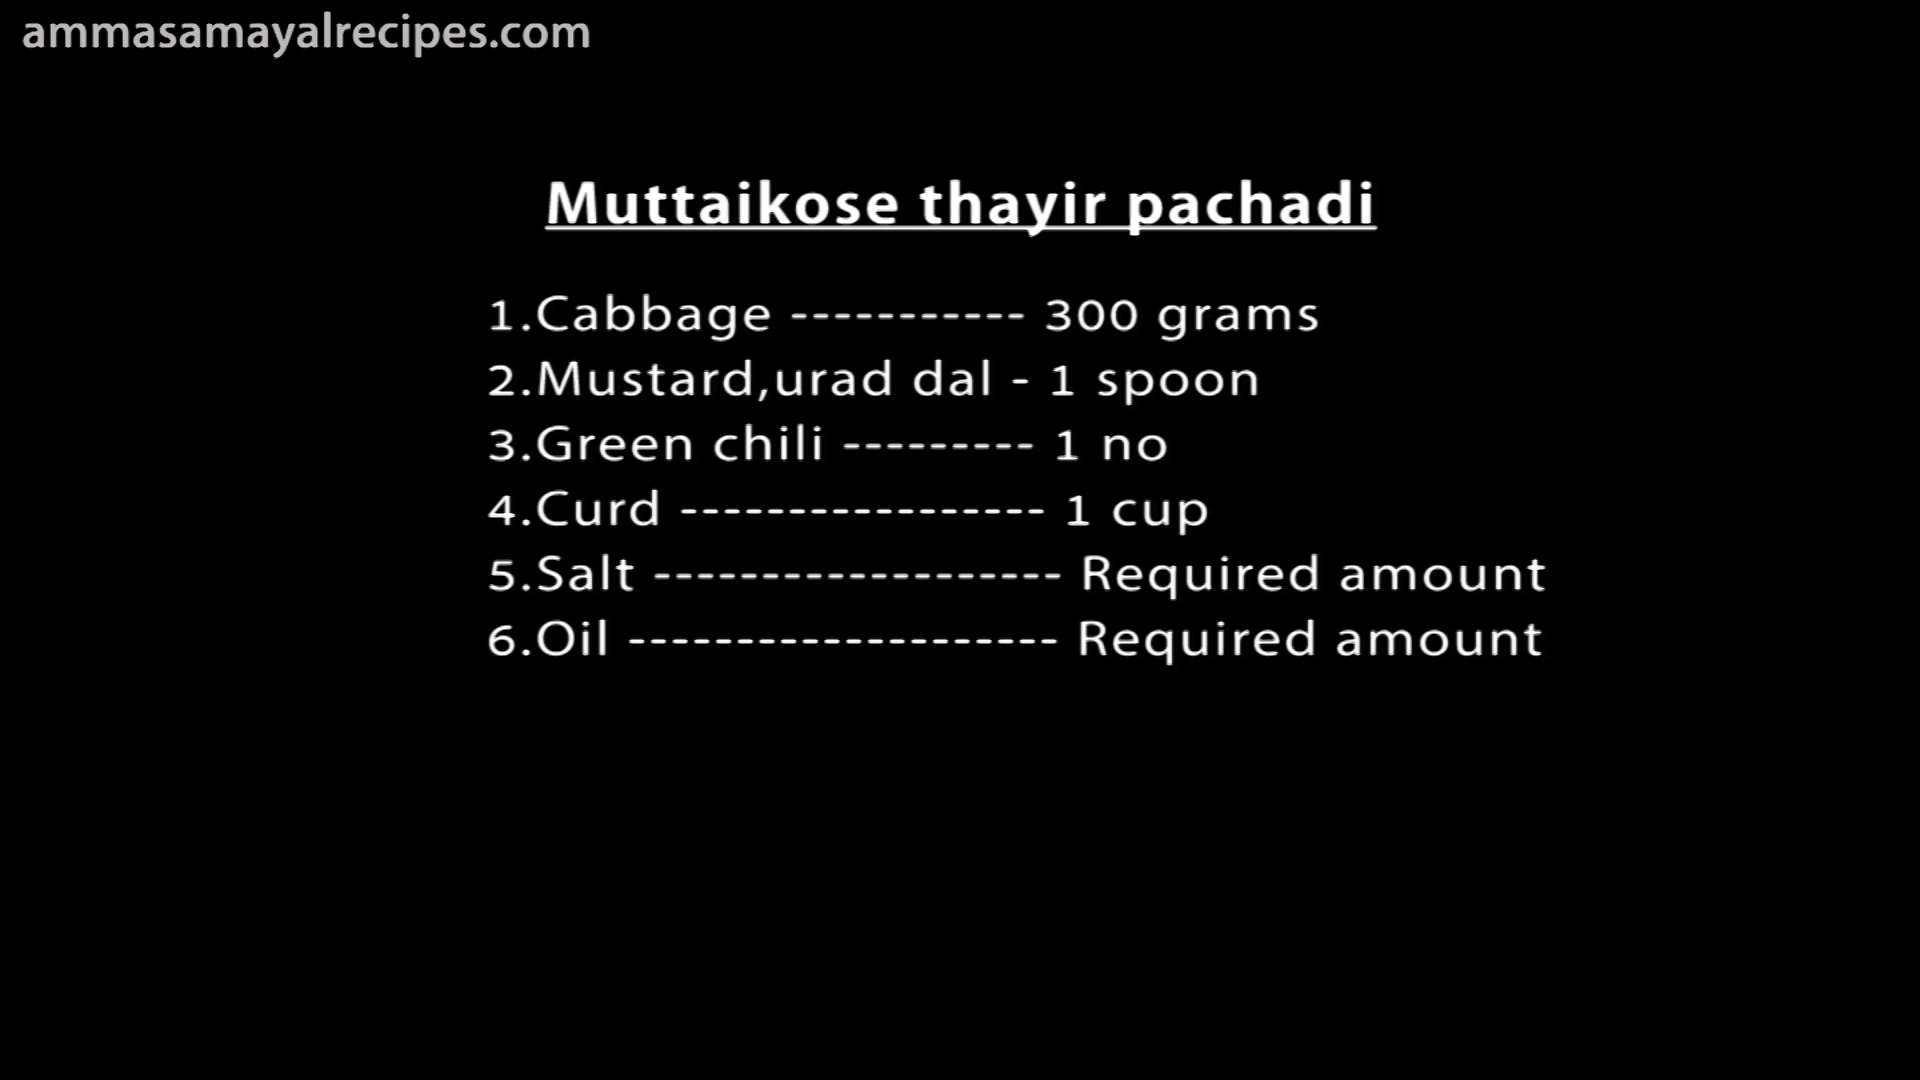 ammasamayalrecipes.com
Muttaikose thayir pachadi
1.Cabbage ----------- 300 grams
2.Mustard,urad dal - 1 spoon
3.Green chili --------- 1 no
4.Curd ----------------- 1 cup
5.Salt ------------------- Required amount
6.Oil -------------------- Required amount